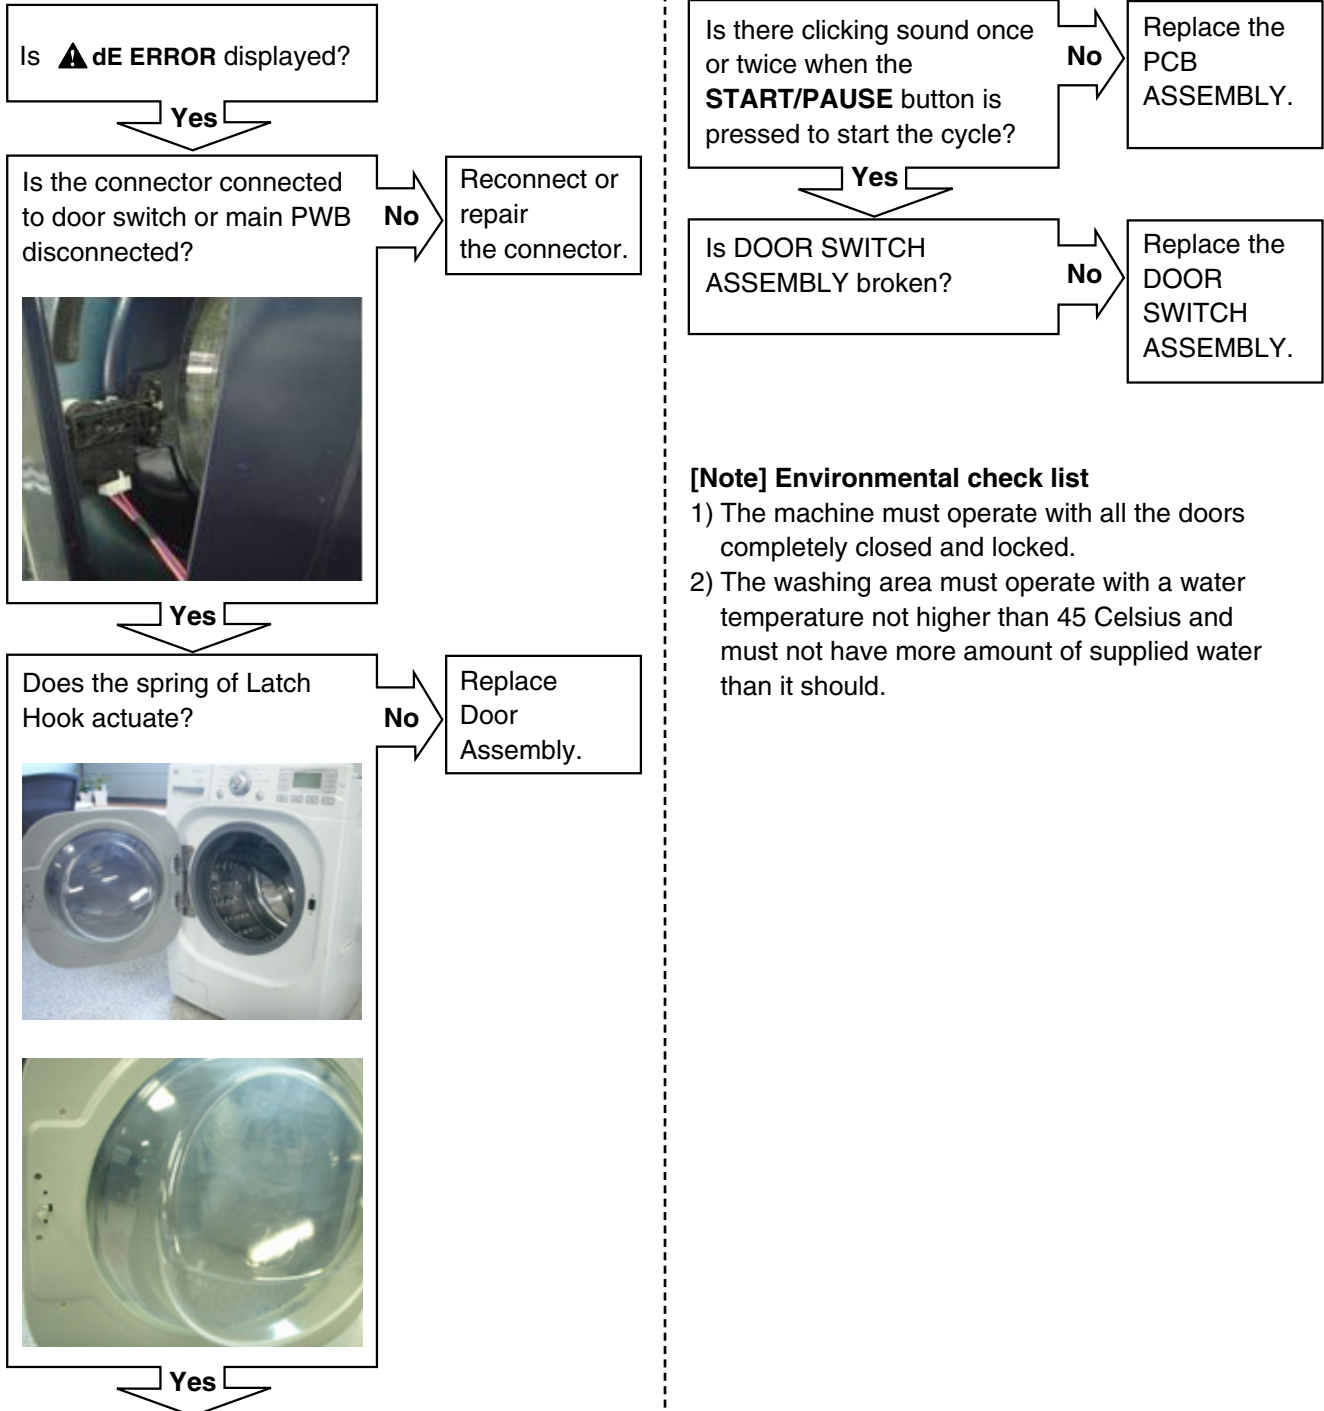 Is ⚠ dE ERROR displayed?
Yes
Is the connector connected
to door switch or main PWB
disconnected?
No
Reconnect or
repair
the connector.
Yes
Does the spring of Latch
Hook actuate?
No
Replace
Door
Assembly.
Yes
Is there clicking sound once
or twice when the
START/PAUSE button is
pressed to start the cycle?
No
Replace the
PCB
ASSEMBLY.
Yes
Is DOOR SWITCH
ASSEMBLY broken?
No
Replace the
DOOR
SWITCH
ASSEMBLY.
[Note] Environmental check list
1) The machine must operate with all the doors
completely closed and locked.
2) The washing area must operate with a water
temperature not higher than 45 Celsius and
must not have more amount of supplied water
than it should.